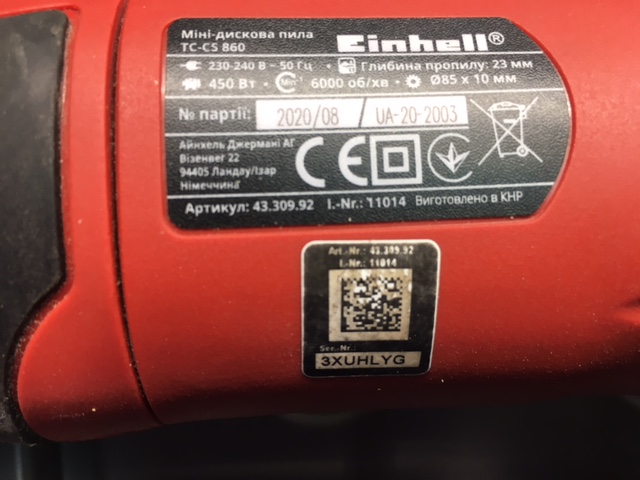 Міні-дискова пила
TC-CS 860
Einhell®
230-240 В ~ 50 Гц • Глибина пропилу: 23 мм
450 Вт • Min⁻¹ 6000 об/хв • Ø85 x 10 мм
№ партії: 2020/08 / UA-20-2003
Айнхель Джермані АГ
Візенвег 22
94405 Ландау/Ізар
Німеччина
CE
Артикул: 43.309.92 I.-Nr.: 11014 Виготовлено в КНР
Art.-Nr.: 43.309.92
I.-Nr.: 11014
Ser.-Nr.:
3XUHLYG